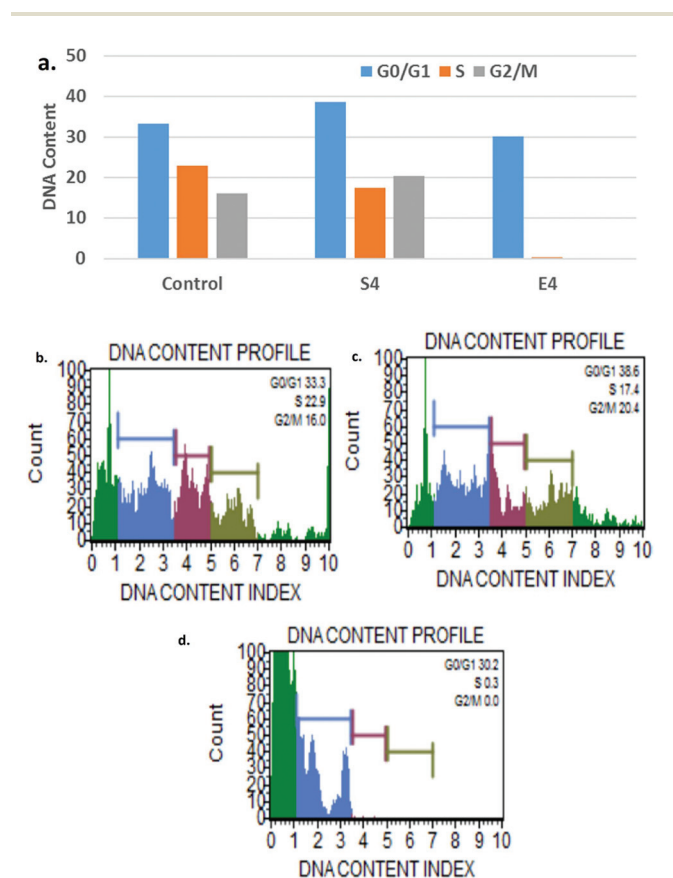 a.
G0/G1 S G2/M
50
40
30
20
10
0
DNA Content
Control S4 E4
b.
DNA CONTENT PROFILE
G0/G1 33.3
S 22.9
G2/M 16.0
100
90
80
70
60
50
40
30
20
10
0
Count
0 1 2 3 4 5 6 7 8 9 10
DNA CONTENT INDEX
c.
DNA CONTENT PROFILE
G0/G1 38.6
S 17.4
G2/M 20.4
100
90
80
70
60
50
40
30
20
10
0
Count
0 1 2 3 4 5 6 7 8 9 10
DNA CONTENT INDEX
d.
DNA CONTENT PROFILE
G0/G1 30.2
S 0.3
G2/M 0.0
100
90
80
70
60
50
40
30
20
10
0
Count
0 1 2 3 4 5 6 7 8 9 10
DNA CONTENT INDEX